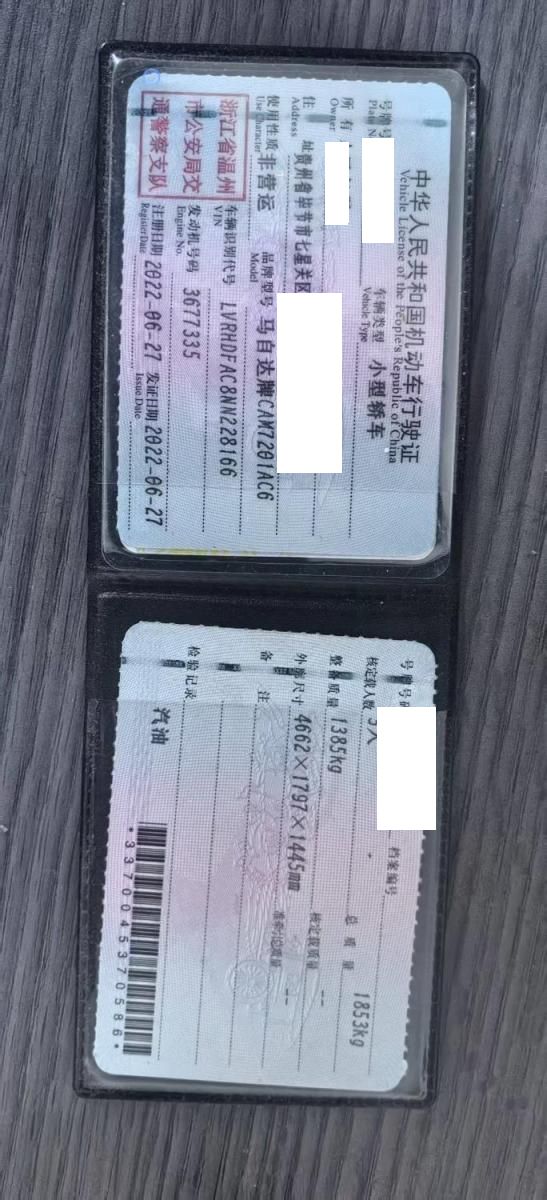 中华人民共和国机动车行驶证
Vehicle License of the People's Republic of China
号牌号
Plate N
车辆类型 小型轿车
Vehicle Type
所有
Owner
住址 贵州省毕节市七星关区
Address
使用性质 非营运
Use Character
品牌型号 马自达牌CAM7201AC6
Model
浙江省温州
市公安局交
通警察支队
车辆识别代号 LVRHDFAC8NN228166
VIN
发动机号码 3677335
Engine No.
注册日期 2022-06-27
Register Date
发证日期 2022-06-27
Issue Date
号牌号
档案编号
核定载人数 5人
总质量 1853kg
整备质量 1385kg
核定载质量 --
外廓尺寸 4662×1797×1445mm
准牵引总质量 --
备注
检验记录
汽油
*3370045370586*